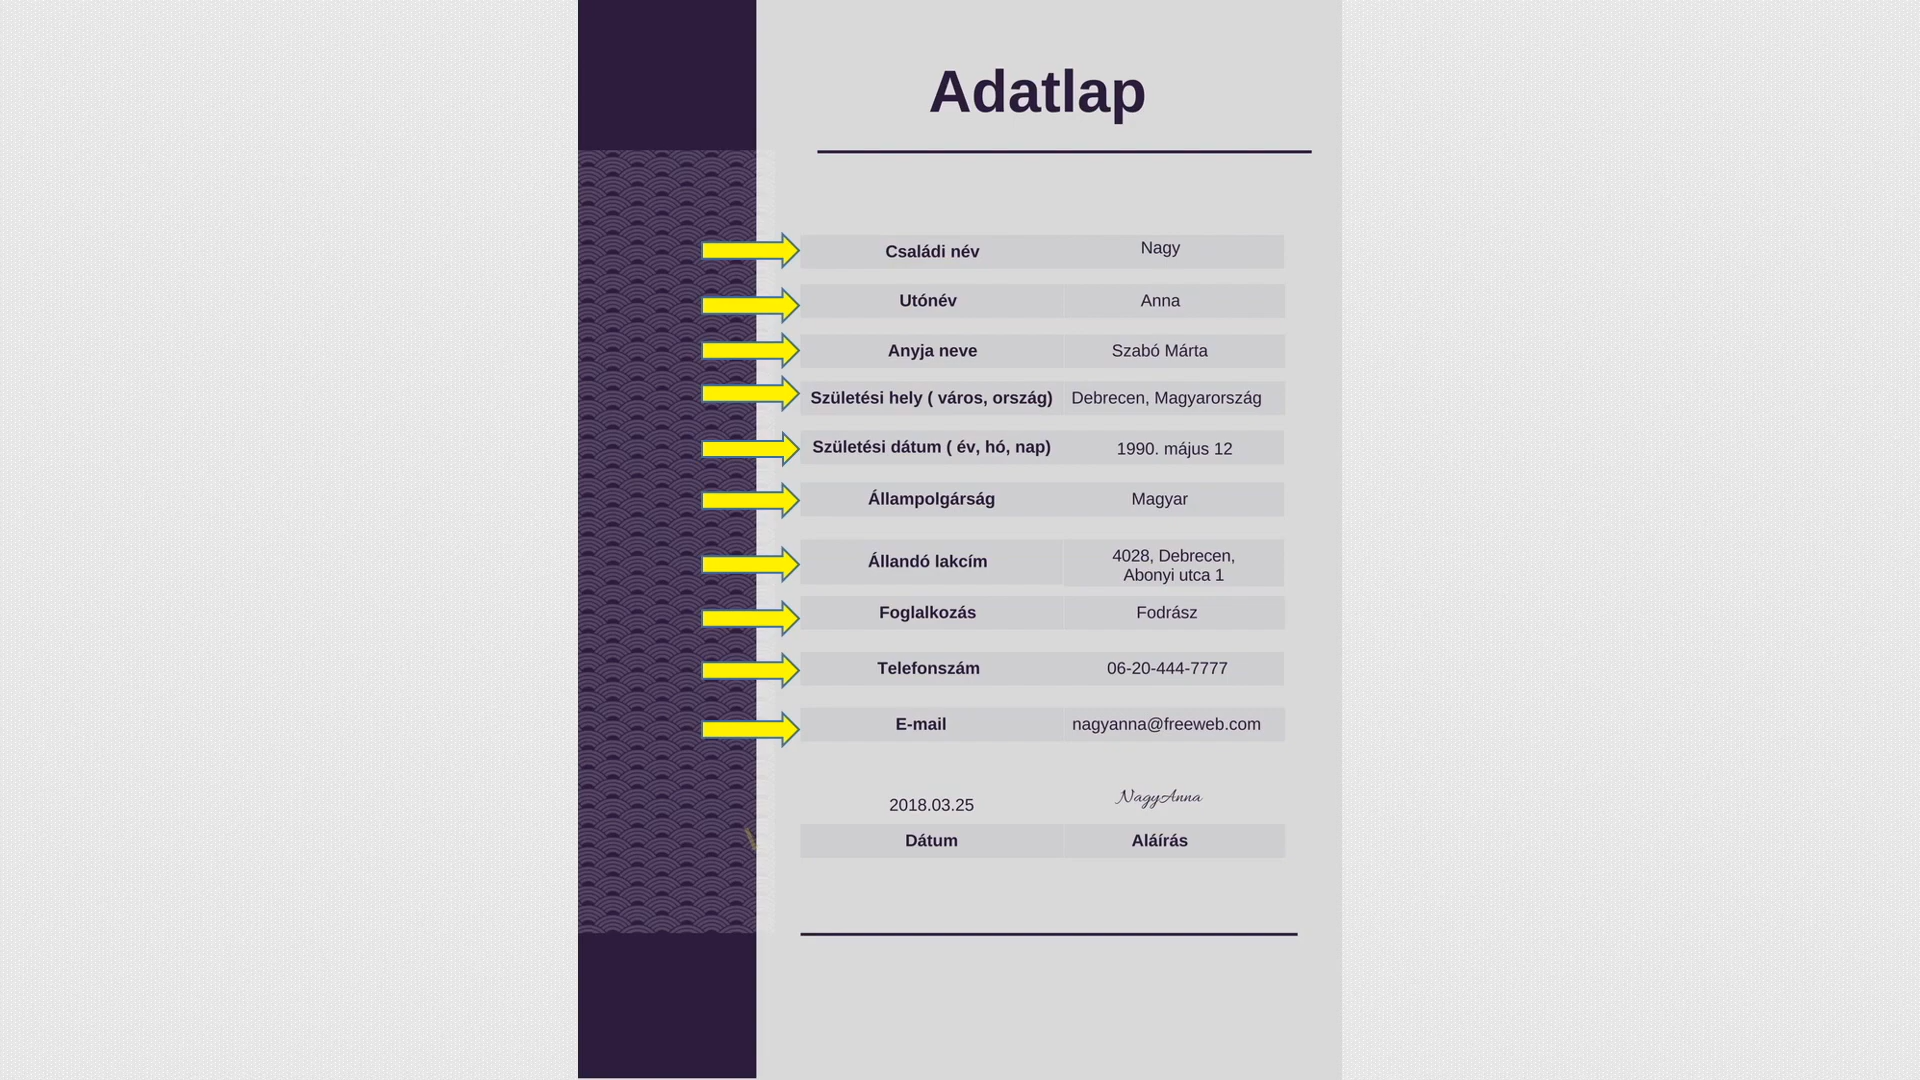 Adatlap
Családi név Nagy
Utónév Anna
Anyja neve Szabó Márta
Születési hely ( város, ország) Debrecen, Magyarország
Születési dátum ( év, hó, nap) 1990. május 12
Állampolgárság Magyar
Állandó lakcím 4028, Debrecen,
Abonyi utca 1
Foglalkozás Fodrász
Telefonszám 06-20-444-7777
E-mail nagyanna@freeweb.com
2018.03.25 NagyAnna
Dátum Aláírás